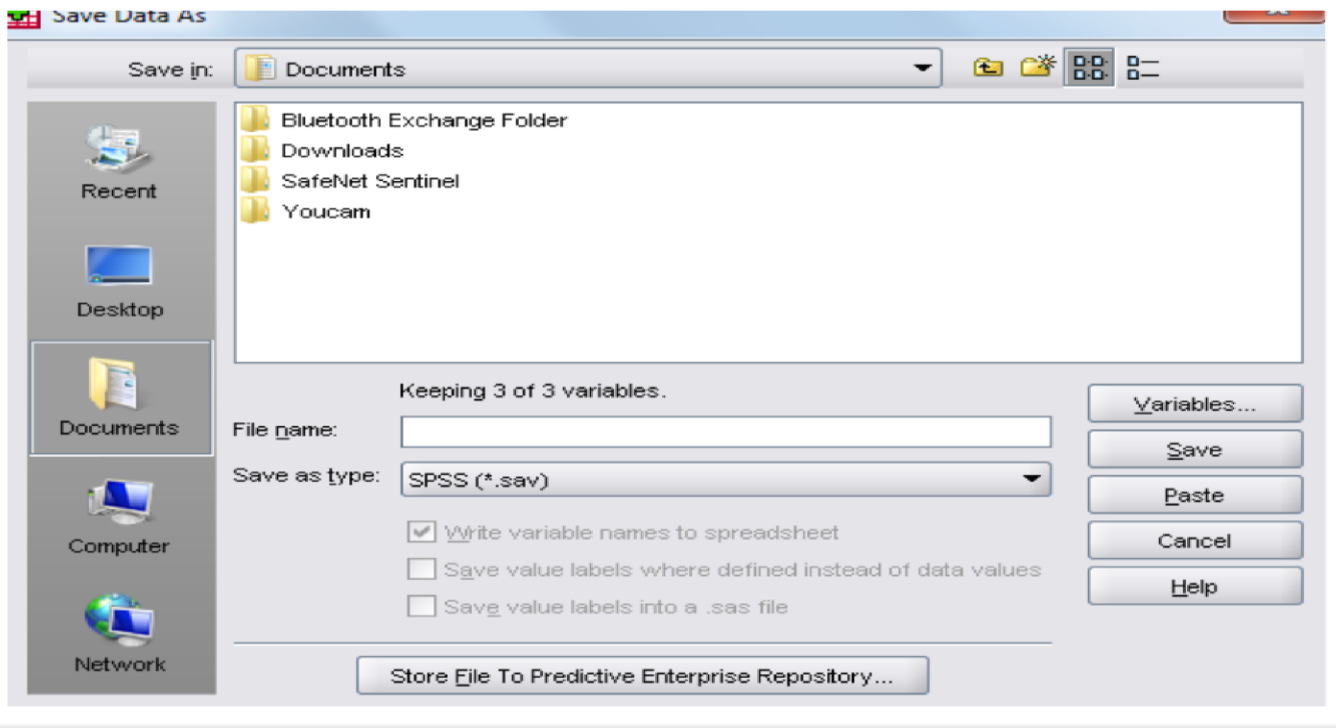 Save Data As
Save in:
Documents
Recent
Desktop
Documents
Computer
Network
Bluetooth Exchange Folder
Downloads
SafeNet Sentinel
Youcam
Keeping 3 of 3 variables.
File name:
Save as type:
SPSS (*.sav)
Write variable names to spreadsheet
Save value labels where defined instead of data values
Save value labels into a .sas file
Variables...
Save
Paste
Cancel
Help
Store File To Predictive Enterprise Repository...